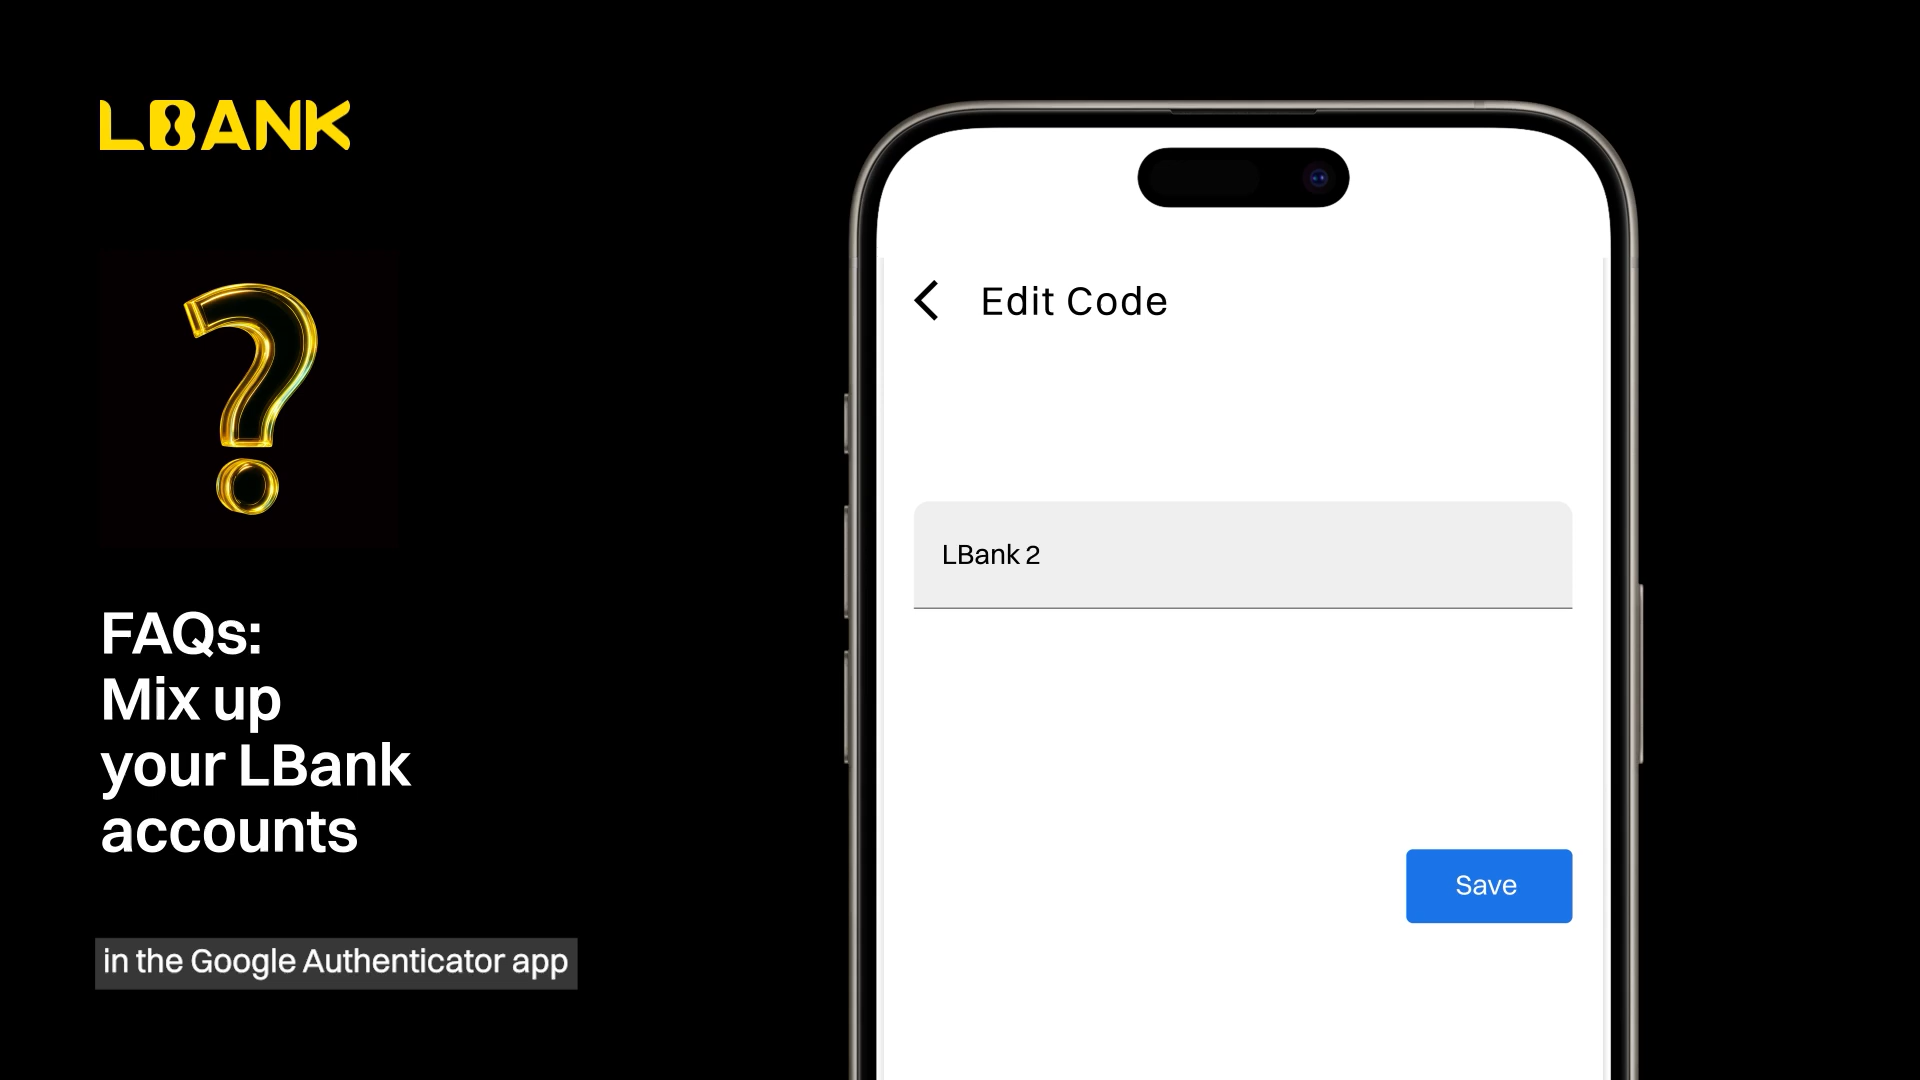 LBANK
FAQs:
Mix up
your LBank
accounts
in the Google Authenticator app
Edit Code
LBank 2
Save